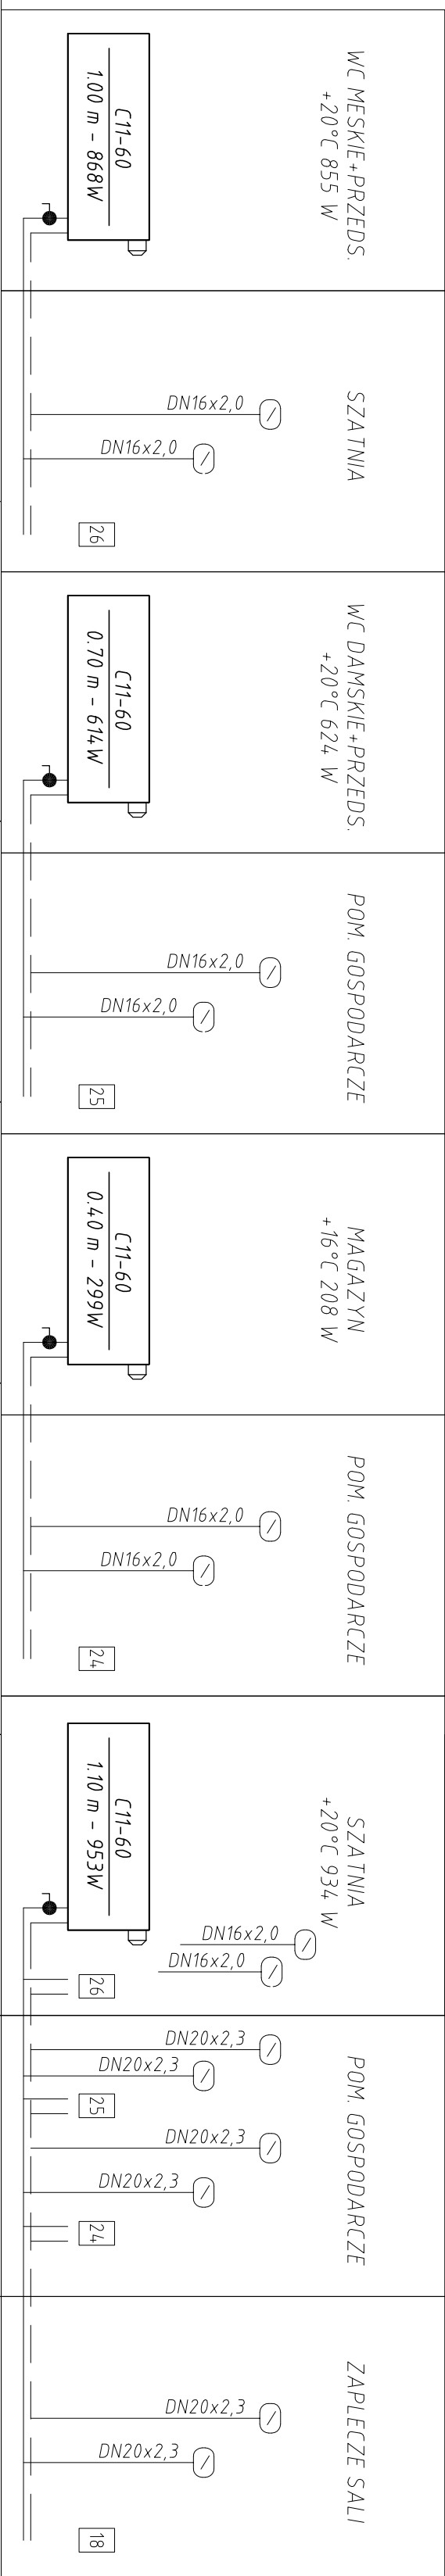 WC MESKIE+PRZEDS.
+20°C 855 W
C11-60
1.00 m - 868W
SZATNIA
DN16x2,0
DN16x2,0
26
WC DAMSKIE+PRZEDS.
+20°C 624 W
C11-60
0.70 m - 614W
POM. GOSPODARCZE
DN16x2,0
DN16x2,0
25
MAGAZYN
+16°C 208 W
C11-60
0.40 m - 299W
POM. GOSPODARCZE
DN16x2,0
DN16x2,0
24
SZATNIA
+20°C 934 W
C11-60
1.10 m - 953W
DN16x2,0
DN16x2,0
26
POM. GOSPODARCZE
DN20x2,3
DN20x2,3
25
DN20x2,3
DN20x2,3
24
ZAPLECZE SALI
DN20x2,3
DN20x2,3
18